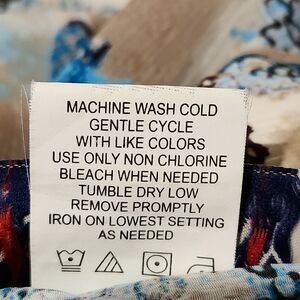 MACHINE WASH COLD
GENTLE CYCLE
WITH LIKE COLORS
USE ONLY NON CHLORINE
BLEACH WHEN NEEDED
TUMBLE DRY LOW
REMOVE PROMPTLY
IRON ON LOWEST SETTING
AS NEEDED